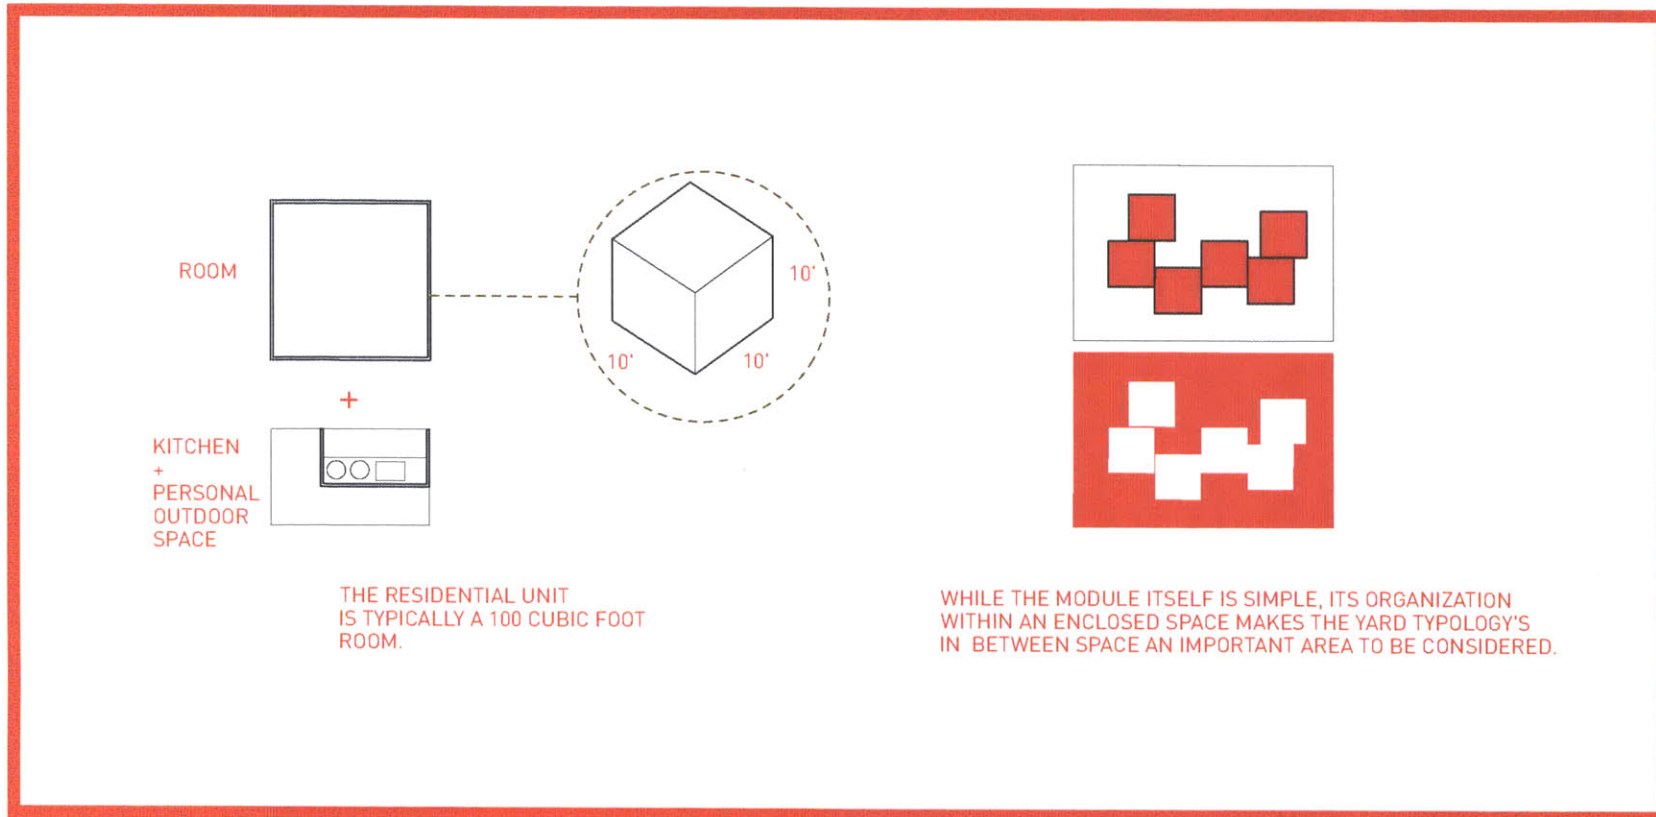 ROOM
10'
10'
10'
+
KITCHEN
+
PERSONAL
OUTDOOR
SPACE
THE RESIDENTIAL UNIT
IS TYPICALLY A 100 CUBIC FOOT
ROOM.
WHILE THE MODULE ITSELF IS SIMPLE, ITS ORGANIZATION
WITHIN AN ENCLOSED SPACE MAKES THE YARD TYPOLOGY'S
IN BETWEEN SPACE AN IMPORTANT AREA TO BE CONSIDERED.